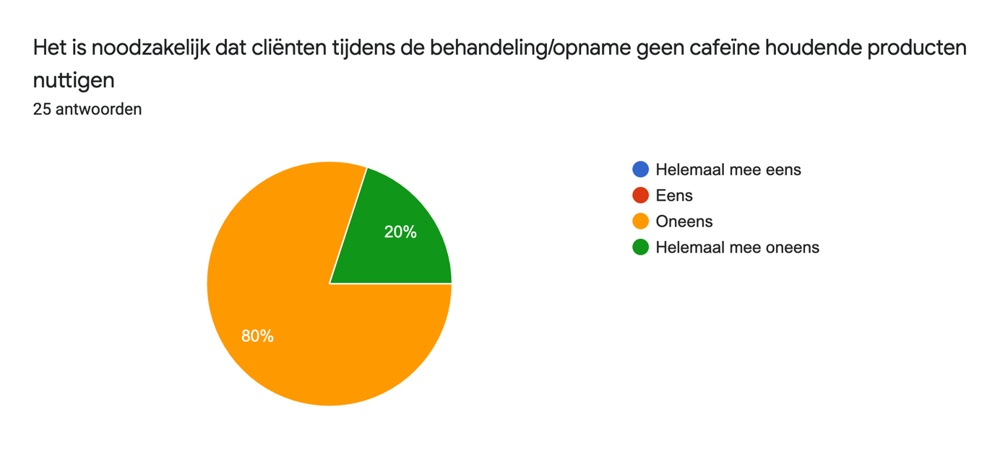 Het is noodzakelijk dat cliënten tijdens de behandeling/opname geen cafeïne houdende producten
nuttigen
25 antwoorden
Helemaal mee eens
Eens
Oneens
Helemaal mee oneens
20%
80%